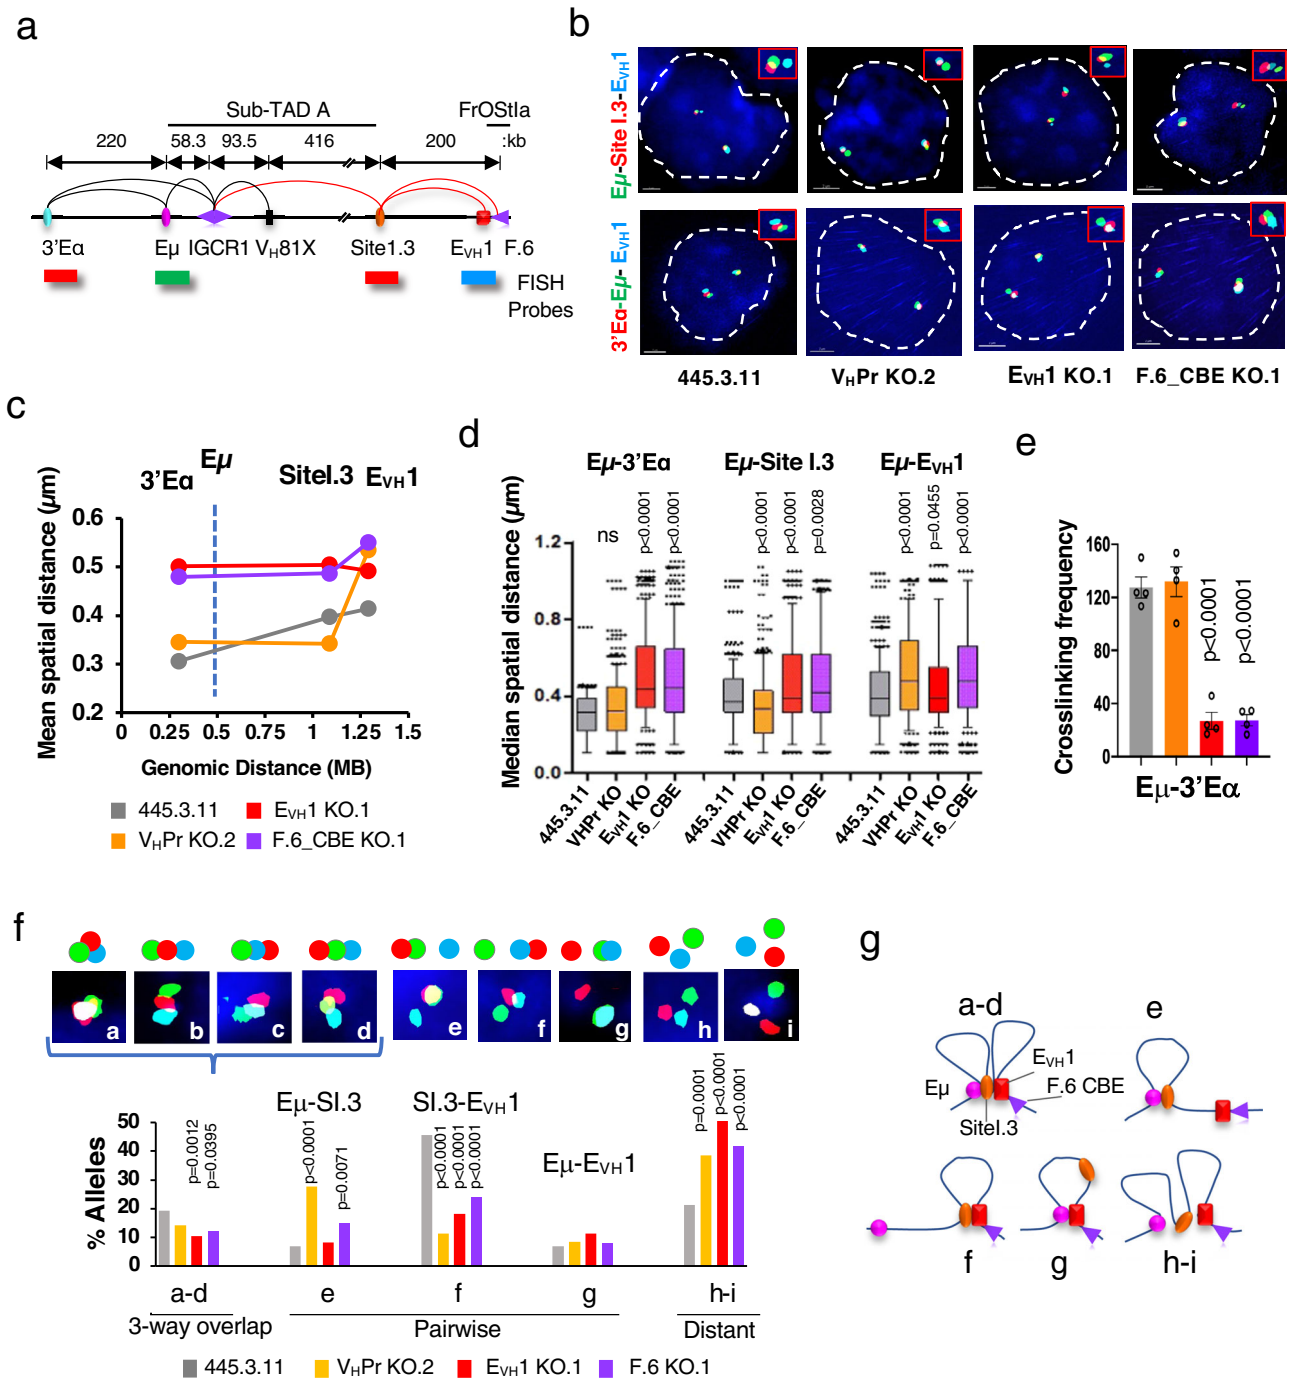 a
Sub-TAD A
FrOStIa
220
58.3
93.5
416
200
:kb
3'Eα
Eμ
IGCR1
VH81X
Site1.3
EVH1
F.6
FISH
Probes
b
Eμ-Site I.3-EVH1
3'Eα-Eμ- EVH1
445.3.11
VHPr KO.2
EVH1 KO.1
F.6_CBE KO.1
c
3'Eα
Eμ
SiteI.3
EVH1
Mean spatial distance (μm)
0.6
0.5
0.4
0.3
0.2
0
0.25
0.5
0.75
1
1.25
1.5
Genomic Distance (MB)
445.3.11
EVH1 KO.1
VHPr KO.2
F.6_CBE KO.1
d
Eμ-3'Eα
Eμ-Site I.3
Eμ-EVH1
Median spatial distance (μm)
ns
p<0.0001
p<0.0001
p<0.0001
p<0.0001
p=0.0028
p<0.0001
p=0.0455
p<0.0001
1.2
0.8
0.4
0.0
445.3.11
VHPr KO
EVH1 KO
F.6_CBE
445.3.11
VHPr KO
EVH1 KO
F.6_CBE
445.3.11
VHPr KO
EVH1 KO
F.6_CBE
e
Crosslinking frequency
160
120
80
40
0
p<0.0001
p<0.0001
Eμ-3'Eα
f
a
b
c
d
e
f
g
h
i
Eμ-SI.3
SI.3-EVH1
Eμ-EVH1
% Alleles
50
40
30
20
10
0
p=0.0012
p=0.0395
p<0.0001
p=0.0071
p<0.0001
p<0.0001
p<0.0001
p=0.0001
p<0.0001
p<0.0001
a-d
e
f
g
h-i
3-way overlap
Pairwise
Distant
445.3.11
VHPr KO.2
EVH1 KO.1
F.6 KO.1
g
a-d
e
Eμ
EVH1
F.6 CBE
SiteI.3
f
g
h-i